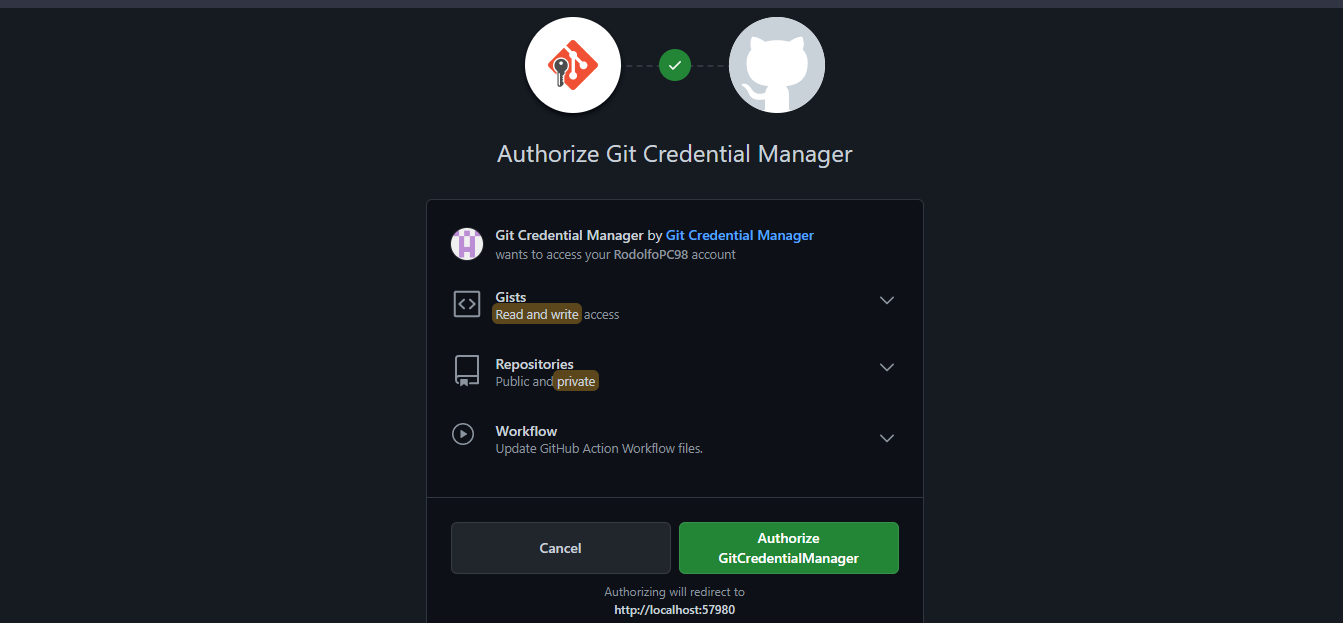 Authorize Git Credential Manager
Git Credential Manager by Git Credential Manager
wants to access your RodolfoPC98 account
Gists
Read and write access
Repositories
Public and private
Workflow
Update GitHub Action Workflow files.
Cancel
Authorize
GitCredentialManager
Authorizing will redirect to
http://localhost:57980